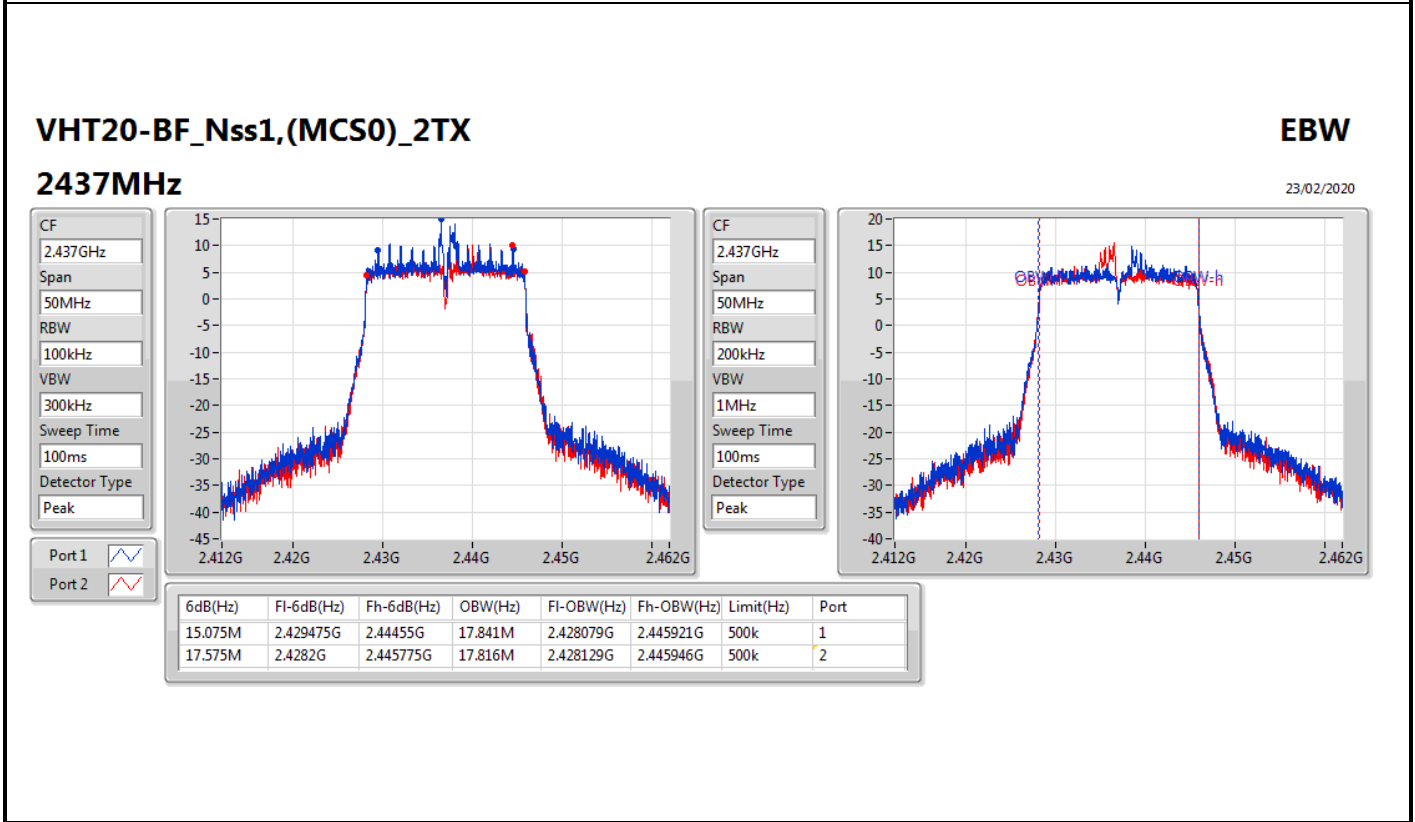 VHT20-BF_Nss1,(MCS0)_2TX
EBW
2437MHz
23/02/2020
CF
2.437GHz
Span
50MHz
RBW
100kHz
VBW
300kHz
Sweep Time
100ms
Detector Type
Peak
Port 1
Port 2
15
10
5
0
-5
-10
-15
-20
-25
-30
-35
-40
-45
2.412G 2.42G 2.43G 2.44G 2.45G 2.462G
CF
2.437GHz
Span
50MHz
RBW
200kHz
VBW
1MHz
Sweep Time
100ms
Detector Type
Peak
20
15
10
5
0
-5
-10
-15
-20
-25
-30
-35
-40
2.412G 2.42G 2.43G 2.44G 2.45G 2.462G
6dB(Hz) Fl-6dB(Hz) Fh-6dB(Hz) OBW(Hz) Fl-OBW(Hz) Fh-OBW(Hz) Limit(Hz) Port
15.075M 2.429475G 2.44455G 17.841M 2.428079G 2.445921G 500k 1
17.575M 2.4282G 2.445775G 17.816M 2.428129G 2.445946G 500k 2